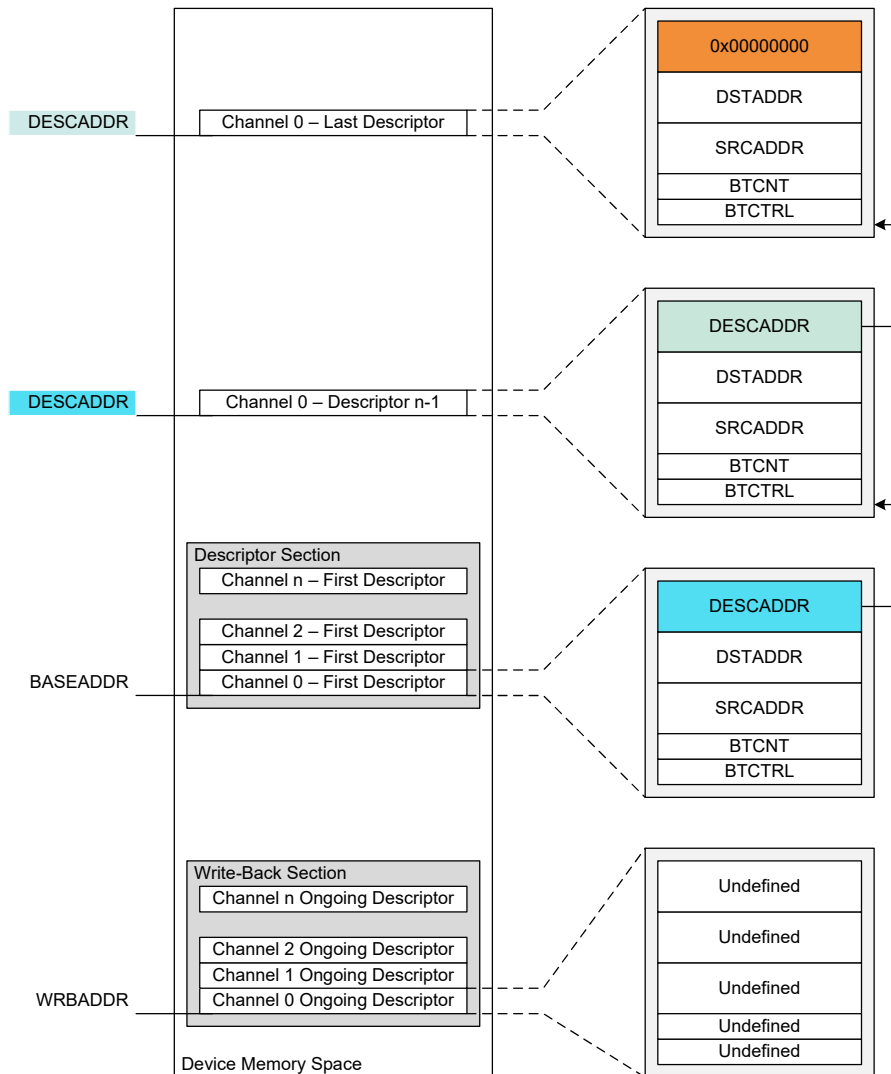 0x00000000
DSTADDR
DESCADDR
Channel 0 – Last Descriptor
SRCADDR
BTCNT
BTCTRL
DESCADDR
DSTADDR
DESCADDR
Channel 0 – Descriptor n-1
SRCADDR
BTCNT
BTCTRL
Descriptor Section
Channel n – First Descriptor
Channel 2 – First Descriptor
Channel 1 – First Descriptor
BASEADDR
Channel 0 – First Descriptor
DESCADDR
DSTADDR
SRCADDR
BTCNT
BTCTRL
Write-Back Section
Channel n Ongoing Descriptor
Channel 2 Ongoing Descriptor
Channel 1 Ongoing Descriptor
WRBADDR
Channel 0 Ongoing Descriptor
Undefined
Undefined
Undefined
Undefined
Undefined
Device Memory Space